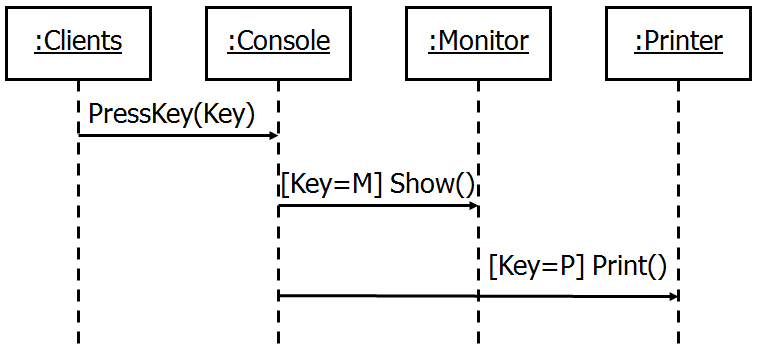 :Clients
:Console
:Monitor
:Printer
PressKey(Key)
[Key=M] Show()
[Key=P] Print()